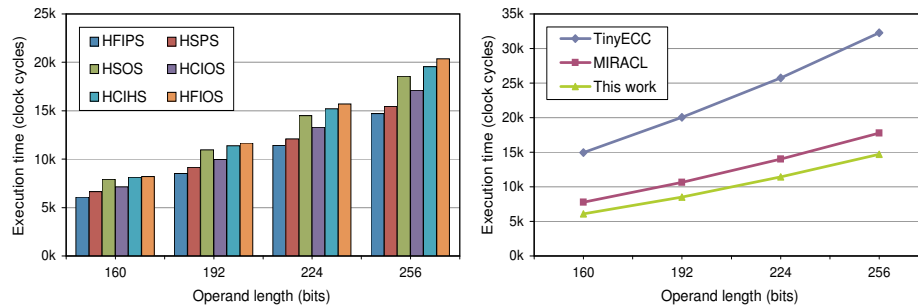 25k
20k
15k
10k
5k
0k
Execution time (clock cycles)
HFIPS
HSPS
HSOS
HCIOS
HCIHS
HFIOS
160
192
224
256
Operand length (bits)
35k
30k
25k
20k
15k
10k
5k
0k
Execution time (clock cycles)
TinyECC
MIRACL
This work
160
192
224
256
Operand length (bits)